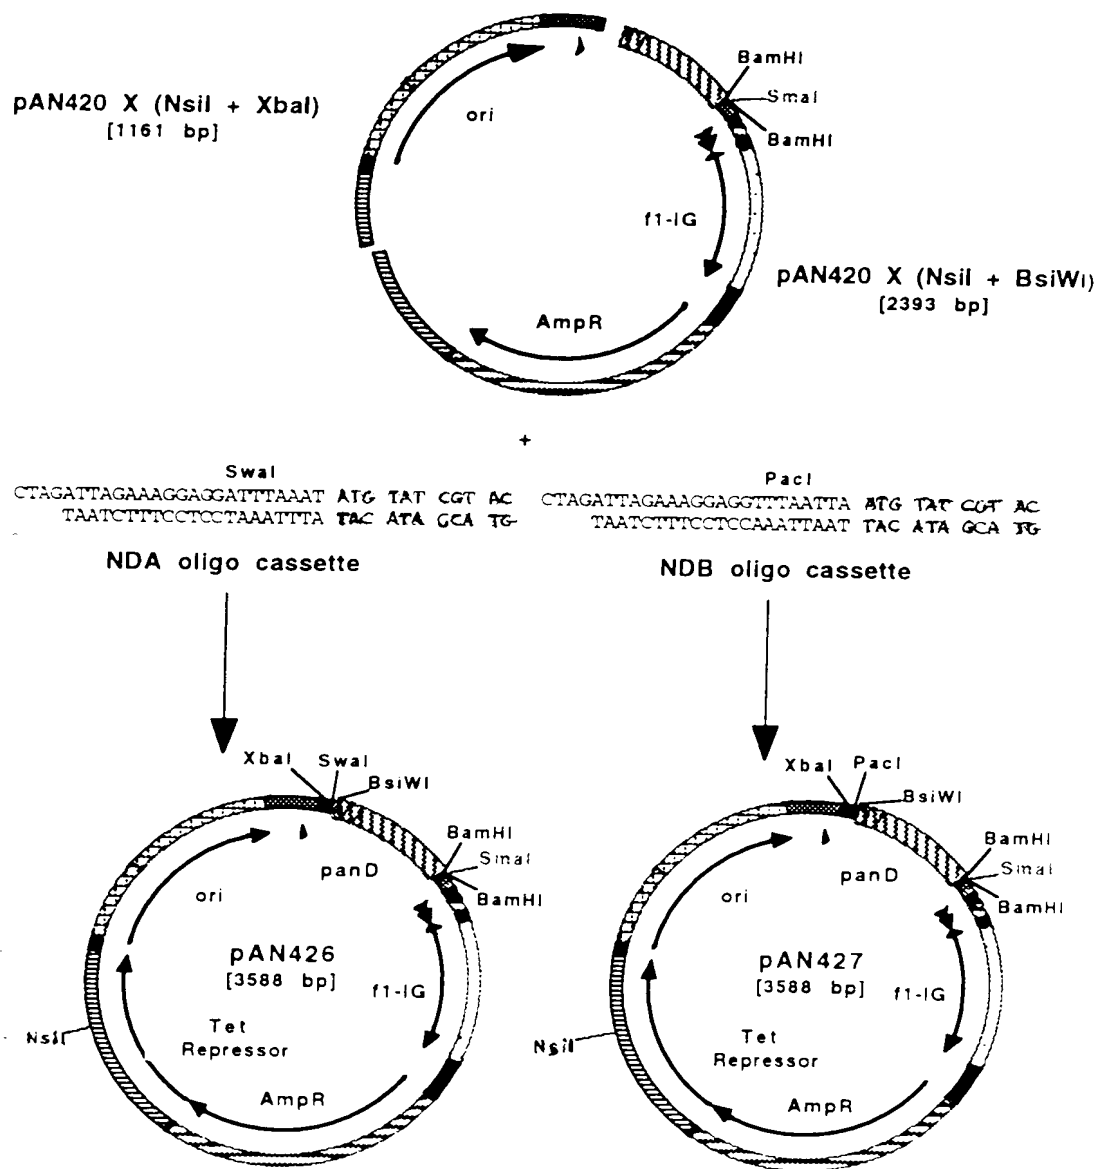 BamHI
SmaI
BamHI
pAN420 X (NsiI + XbaI)
[1161 bp]
ori
f1-IG
pAN420 X (NsiI + BsiWI)
[2393 bp]
AmpR
+
SwaI
CTAGATTAGAAAGGAGGATTTAAAT ATG TAT CGT AC
TAATCTTTCCTCCTAAATTTA TAC ATA GCA TG
NDA oligo cassette
PacI
CTAGATTAGAAAGGAGGTTTAATTA ATG TAT CGT AC
TAATCTTTCCTCCAAATTAAT TAC ATA GCA TG
NDB oligo cassette
XbaI
SwaI
BsiWI
BamHI
SmaI
BamHI
panD
ori
pAN426
[3588 bp]
f1-IG
NsiI
Tet
Repressor
AmpR
XbaI
PacI
BsiWI
BamHI
SmaI
BamHI
panD
ori
pAN427
[3588 bp]
f1-IG
NsiI
Tet
Repressor
AmpR